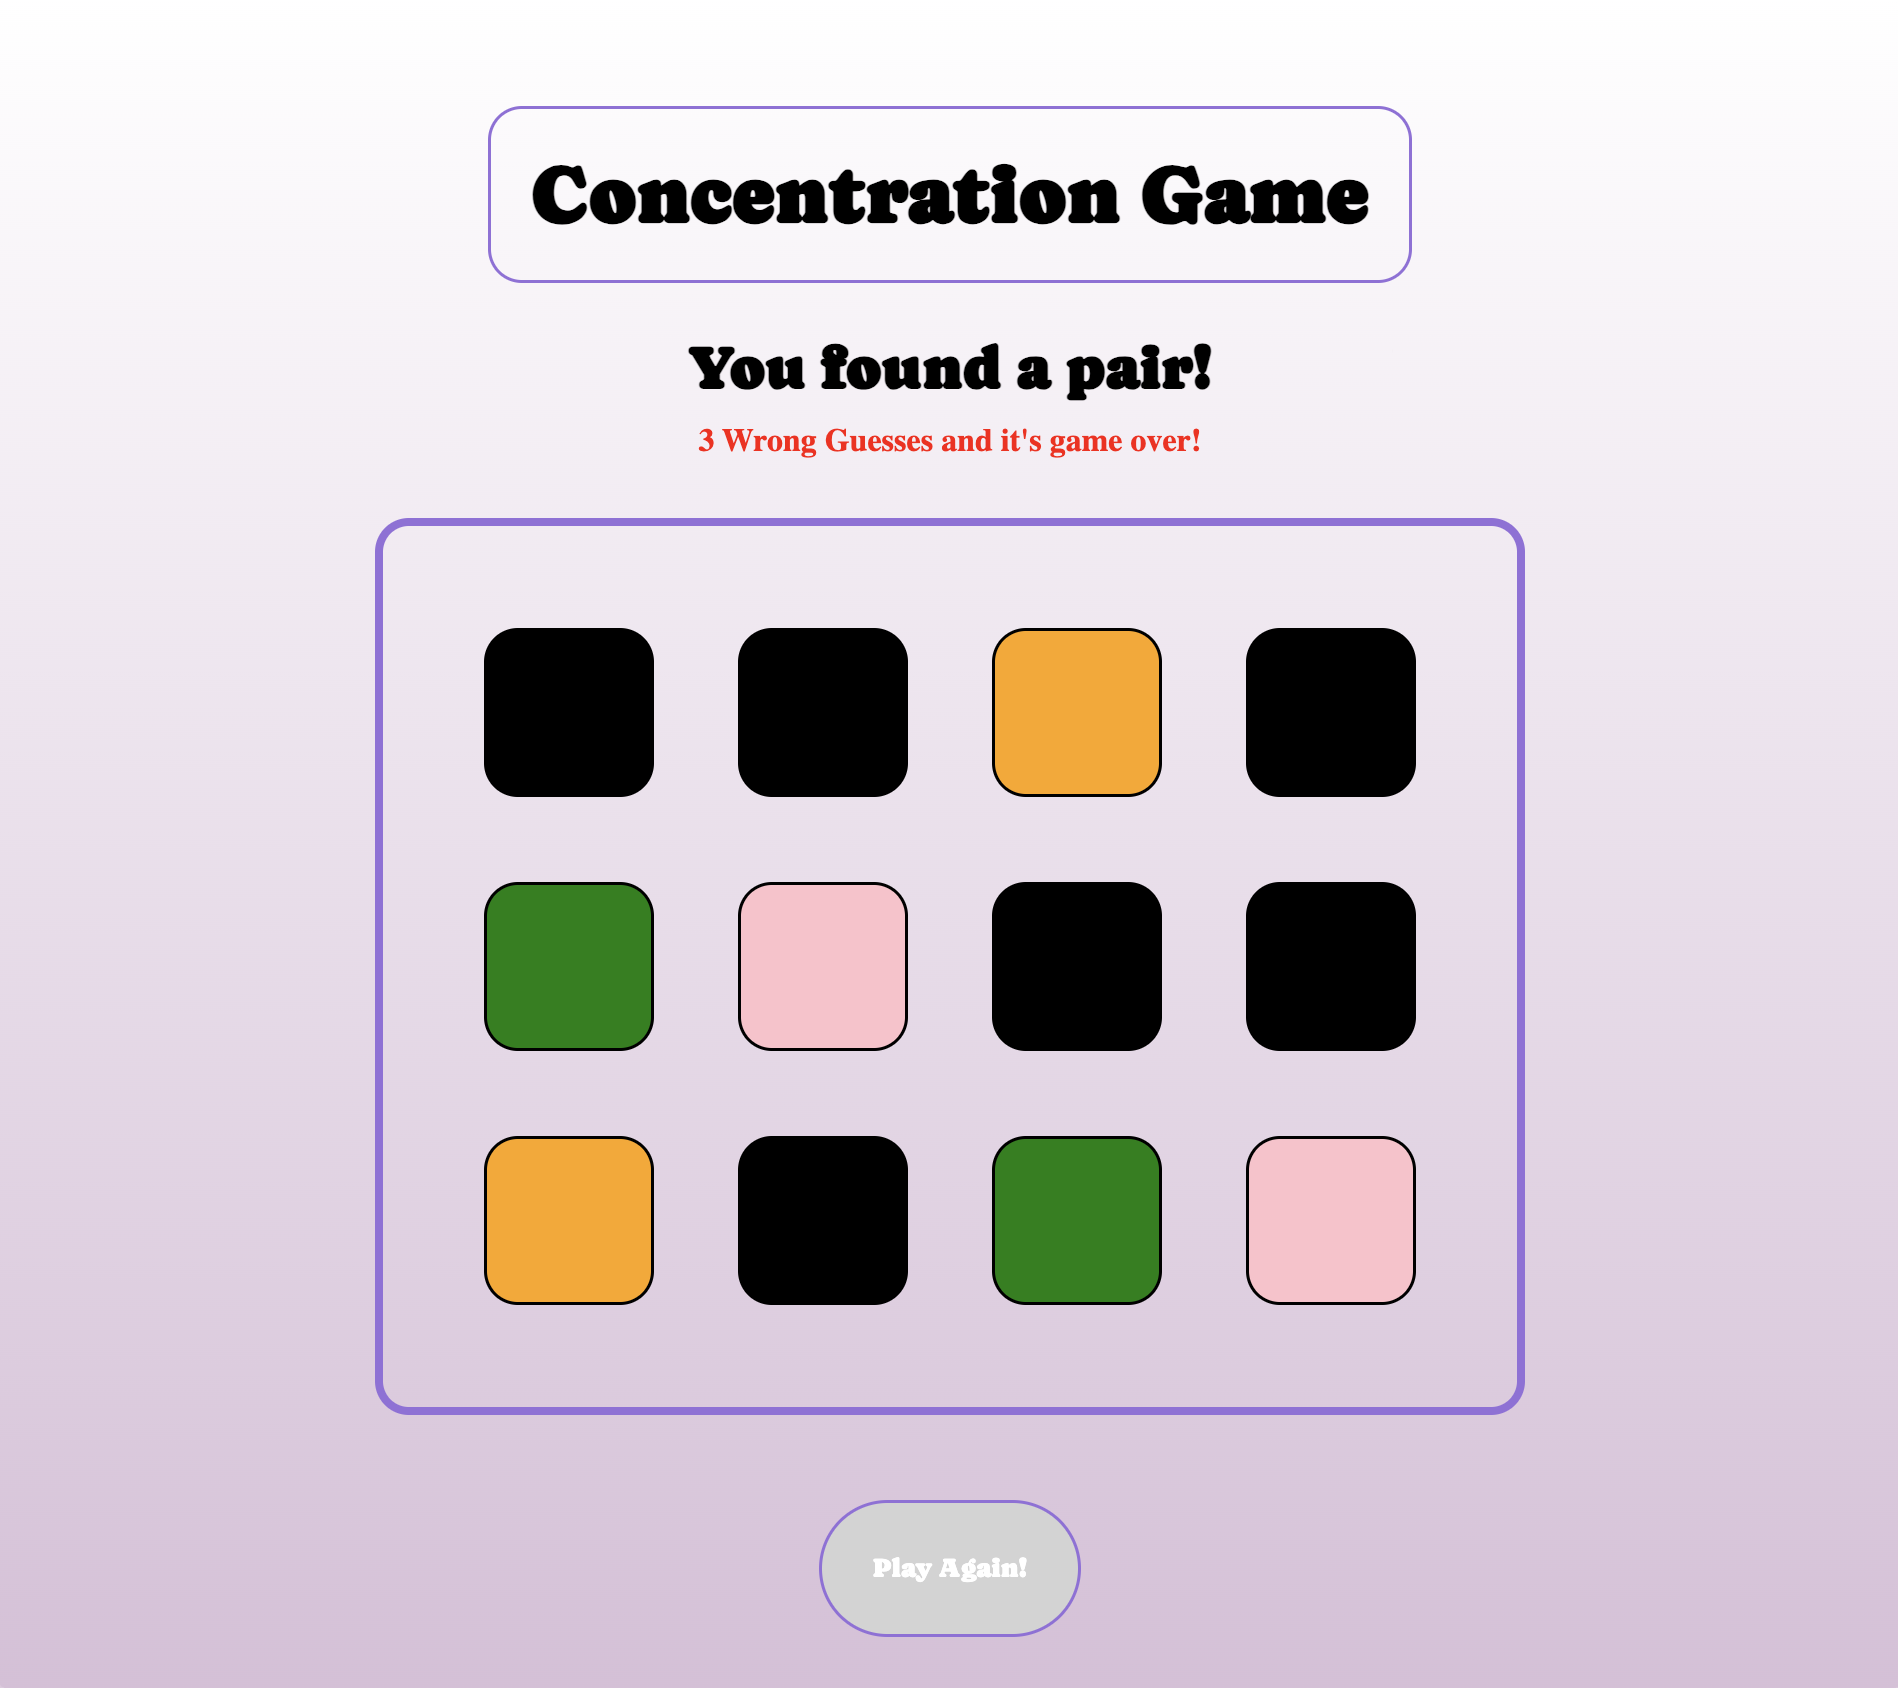 Concentration Game
You found a pair!
3 Wrong Guesses and it's game over!
Play Again!